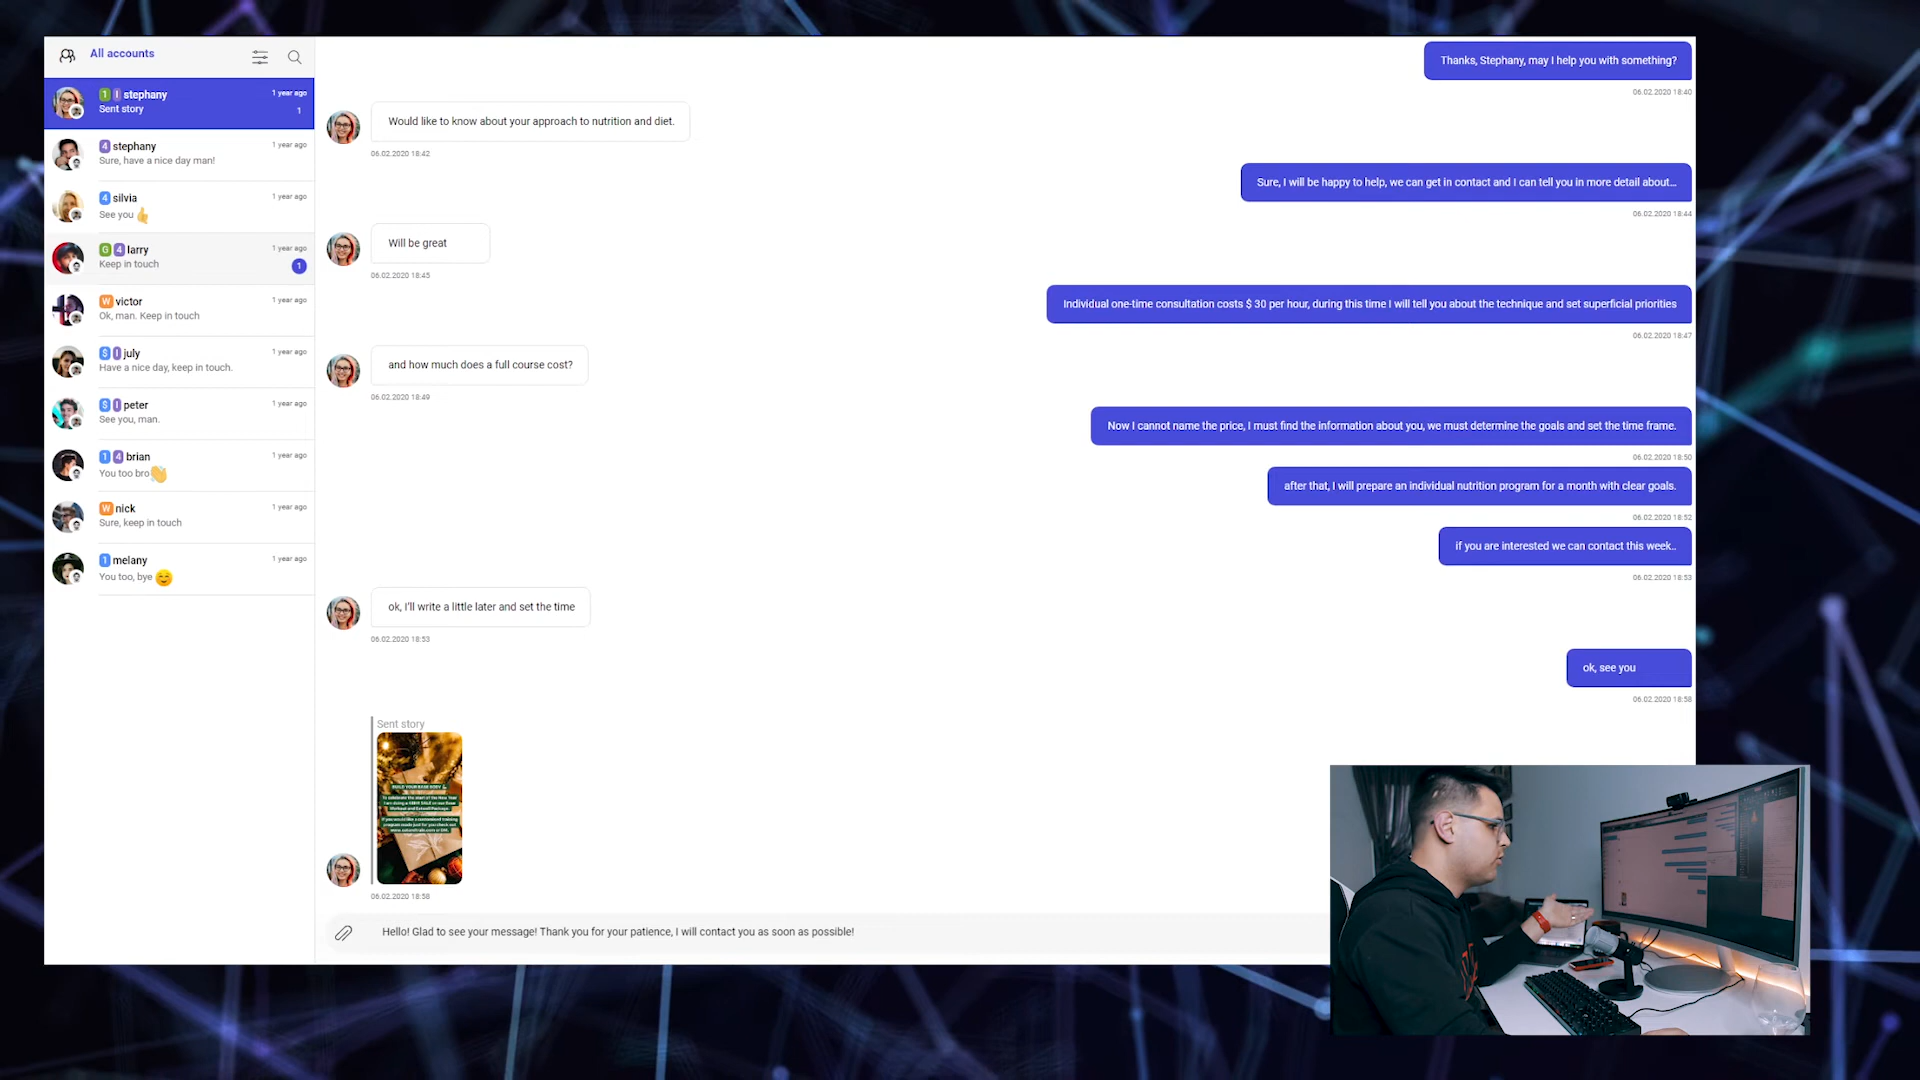 All accounts
1 I stephany
1 year ago
Sent story
1
4 stephany
1 year ago
Sure, have a nice day man!
4 silvia
1 year ago
See you
G 4 larry
1 year ago
Keep in touch
1
W victor
1 year ago
Ok, man. Keep in touch
$ I july
1 year ago
Have a nice day, keep in touch.
$ I peter
1 year ago
See you, man.
1 4 brian
1 year ago
You too bro
W nick
1 year ago
Sure, keep in touch
1 melany
1 year ago
You too, bye
Thanks, Stephany, may I help you with something?
06.02.2020 18:40
Would like to know about your approach to nutrition and diet.
06.02.2020 18:42
Sure, I will be happy to help, we can get in contact and I can tell you in more detail about...
06.02.2020 18:44
Will be great
06.02.2020 18:45
Individual one-time consultation costs $ 30 per hour, during this time I will tell you about the technique and set superficial priorities
06.02.2020 18:47
and how much does a full course cost?
06.02.2020 18:49
Now I cannot name the price, I must find the information about you, we must determine the goals and set the time frame.
06.02.2020 18:50
after that, I will prepare an individual nutrition program for a month with clear goals.
06.02.2020 18:52
if you are interested we can contact this week..
06.02.2020 18:53
ok, I'll write a little later and set the time
06.02.2020 18:53
ok, see you
06.02.2020 18:58
Sent story
06.02.2020 18:58
Hello! Glad to see your message! Thank you for your patience, I will contact you as soon as possible!